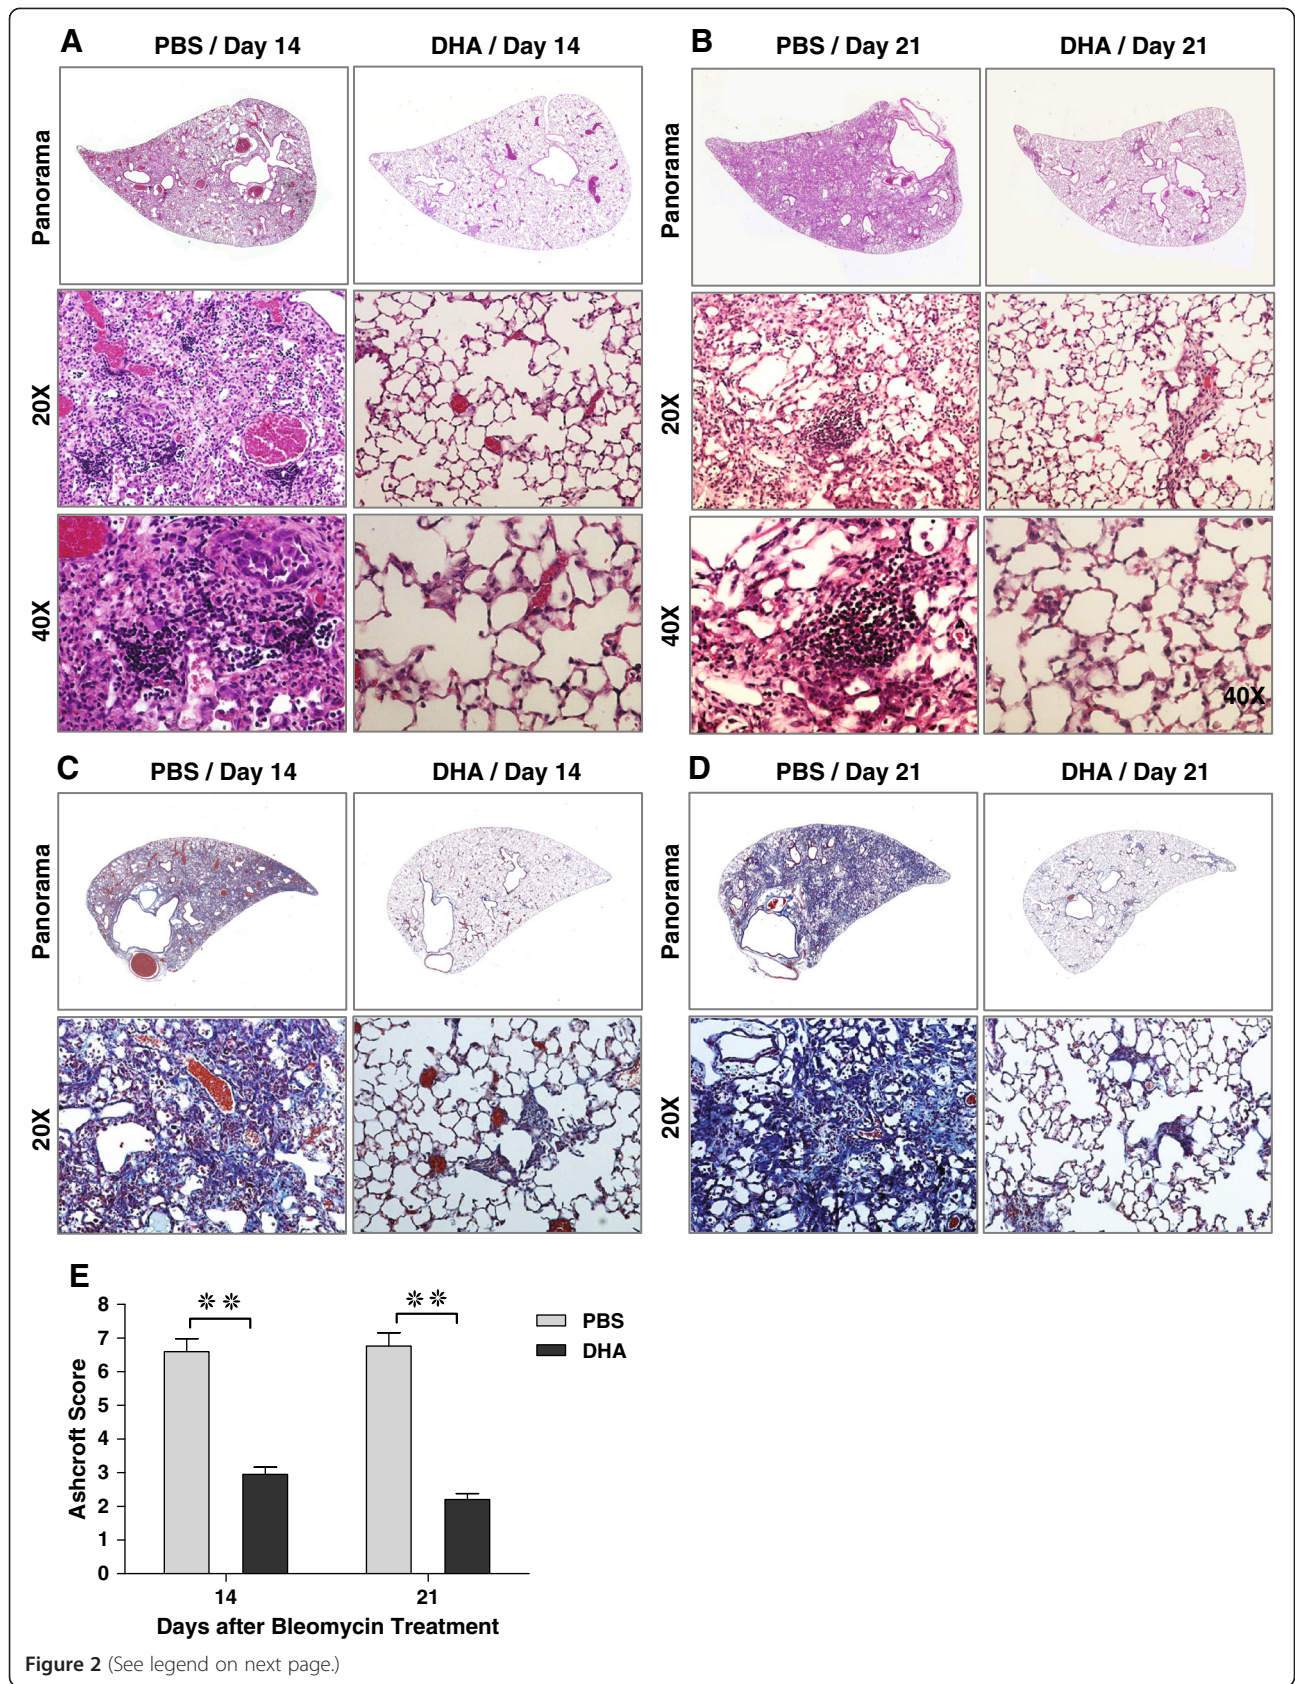 A
PBS / Day 14
DHA / Day 14
B
PBS / Day 21
DHA / Day 21
Panorama
Panorama
20X
20X
40X
40X
40X
C
PBS / Day 14
DHA / Day 14
D
PBS / Day 21
DHA / Day 21
Panorama
Panorama
20X
20X
E
8
7
6
5
4
3
2
1
0
Ashcroft Score
** 
**
PBS
DHA
14
21
Days after Bleomycin Treatment
Figure 2 (See legend on next page.)